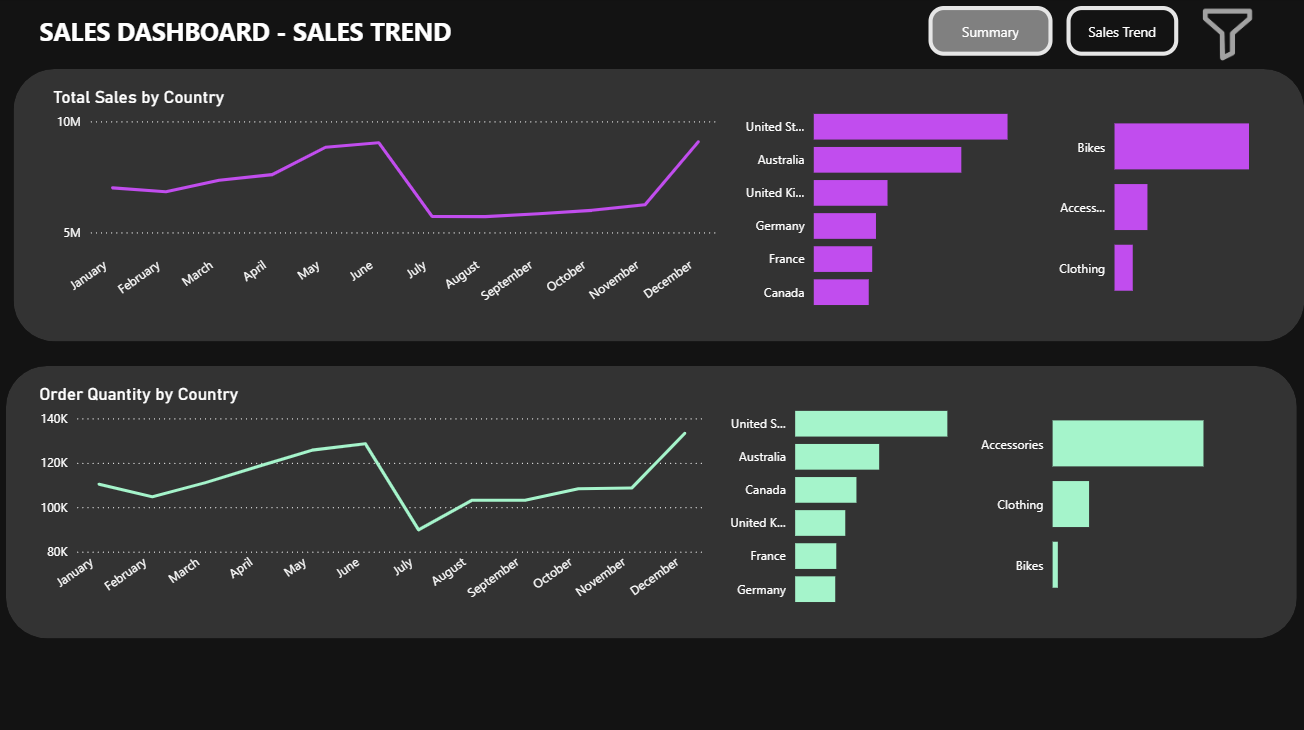 SALES DASHBOARD - SALES TREND
Summary
Sales Trend
Total Sales by Country
10M
5M
January
February
March
April
May
June
July
August
September
October
November
December
United St...
Australia
United Ki...
Germany
France
Canada
Bikes
Access...
Clothing
Order Quantity by Country
140K
120K
100K
80K
January
February
March
April
May
June
July
August
September
October
November
December
United S...
Australia
Canada
United K...
France
Germany
Accessories
Clothing
Bikes